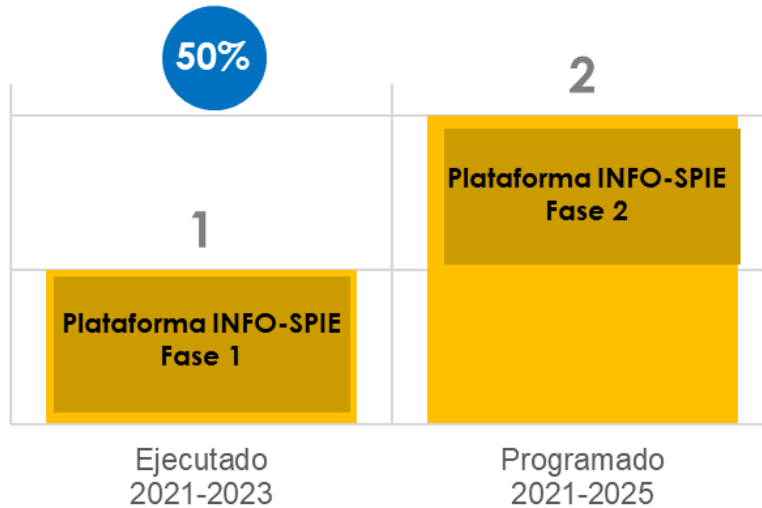 50%
2
Plataforma INFO-SPIE
Fase 2
1
Plataforma INFO-SPIE
Fase 1
Ejecutado
2021-2023
Programado
2021-2025